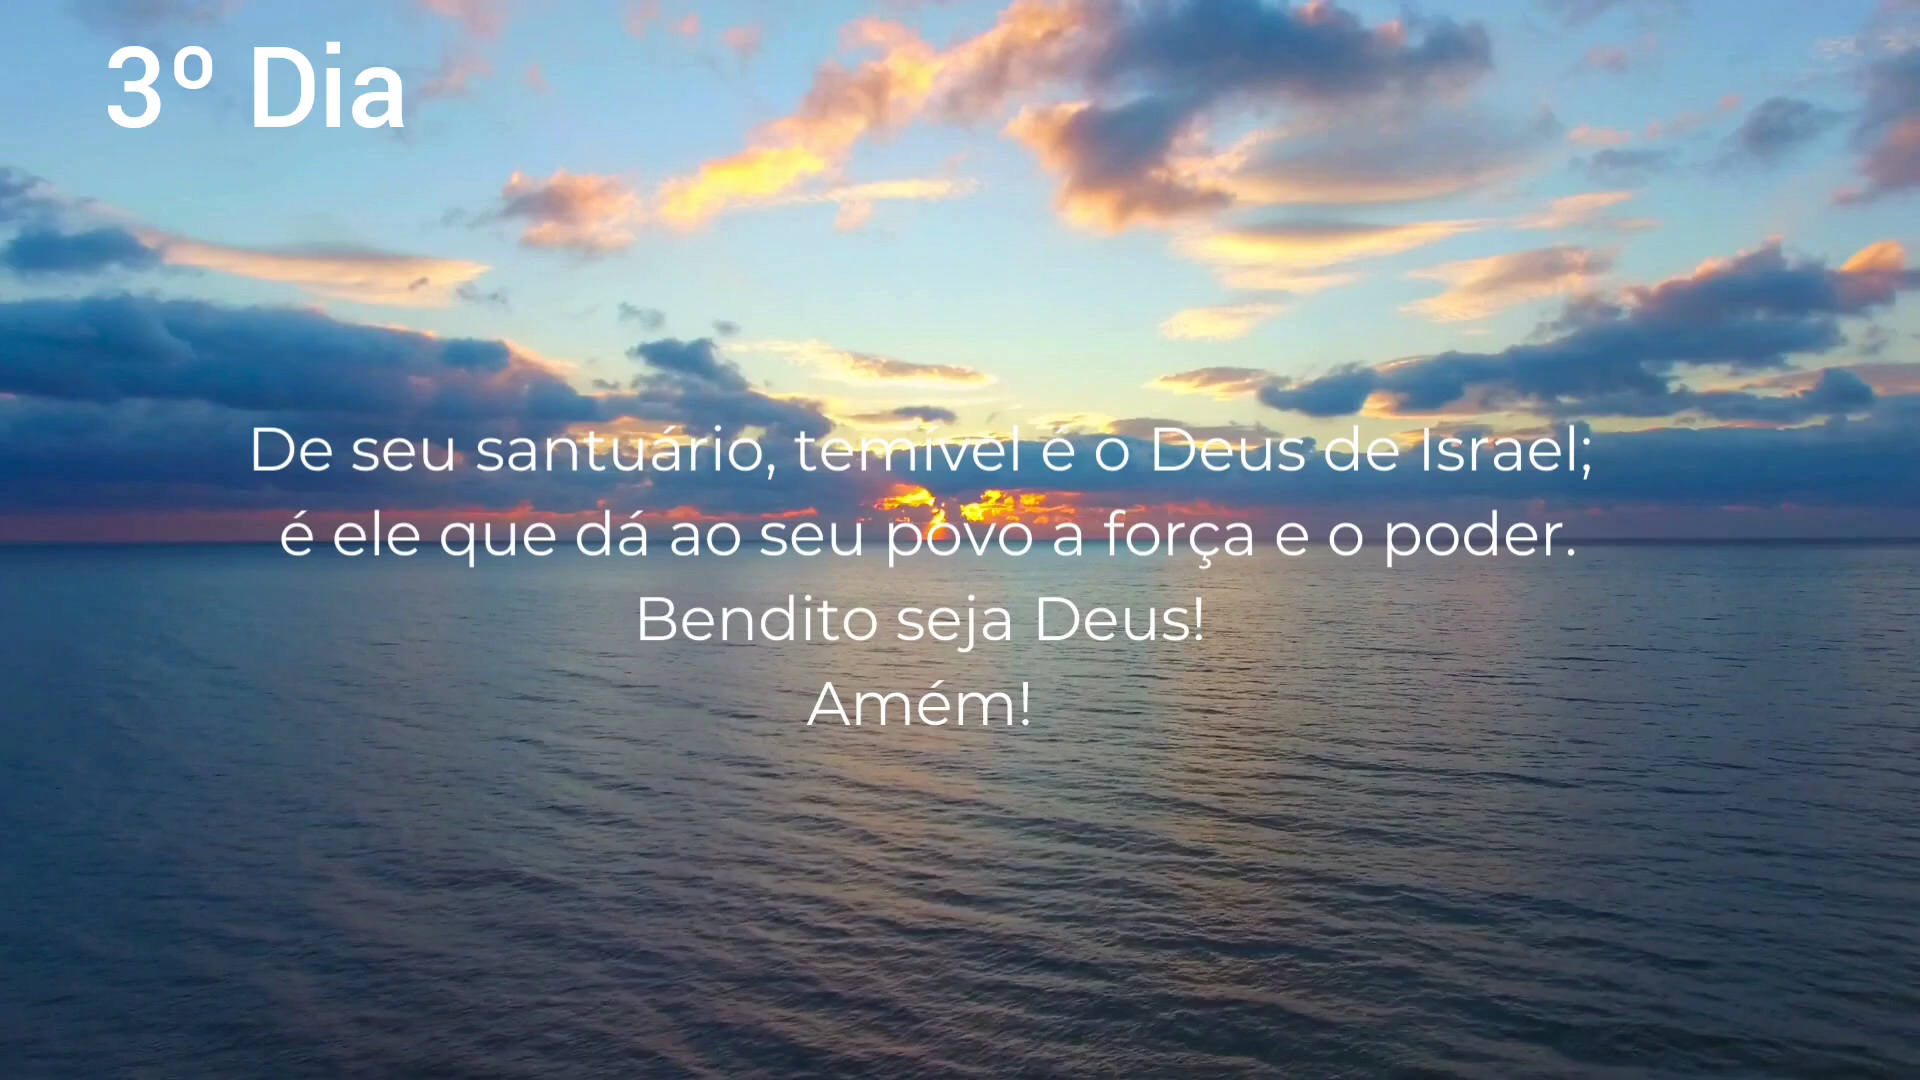 3º Dia
De seu santuário, temível é o Deus de Israel;
é ele que dá ao seu povo a força e o poder.
Bendito seja Deus!
Amém!